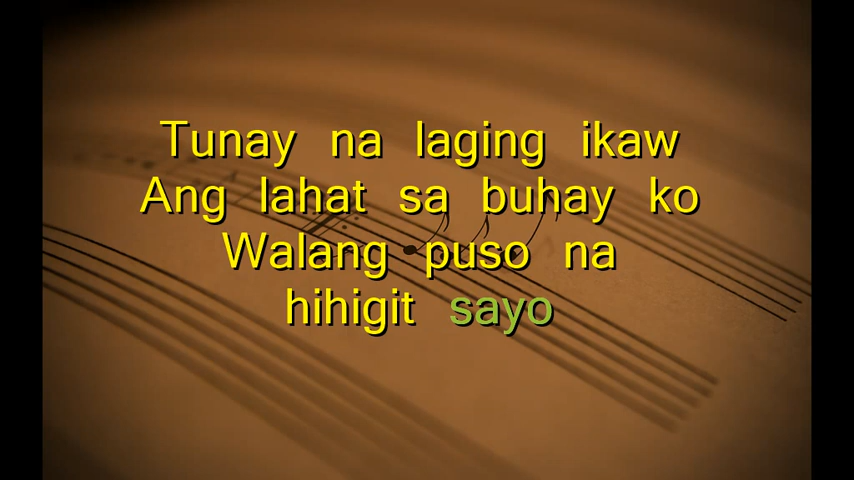 Tunay na laging ikaw
Ang lahat sa buhay ko
Walang puso na
hihigit sayo